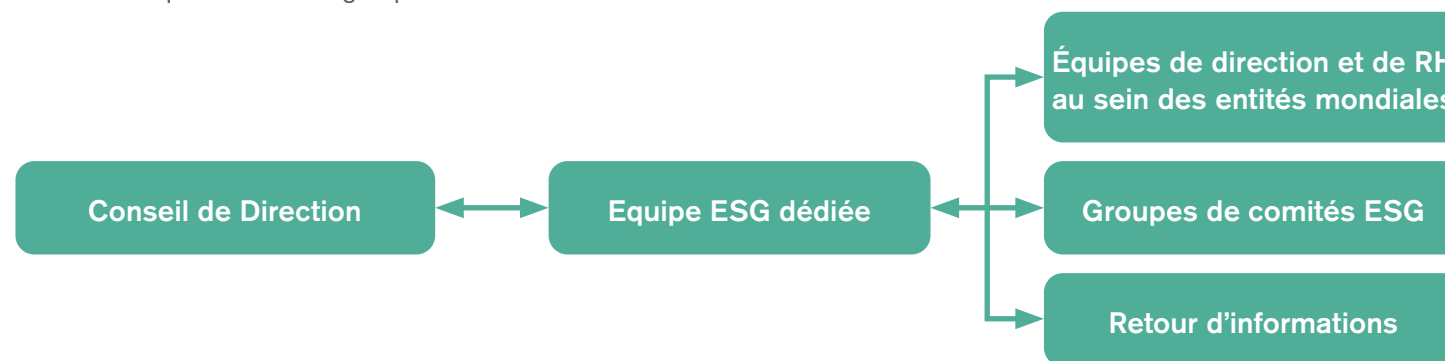 Équipes de direction et de RH
au sein des entités mondiales
Conseil de Direction
Equipe ESG dédiée
Groupes de comités ESG
Retour d’informations